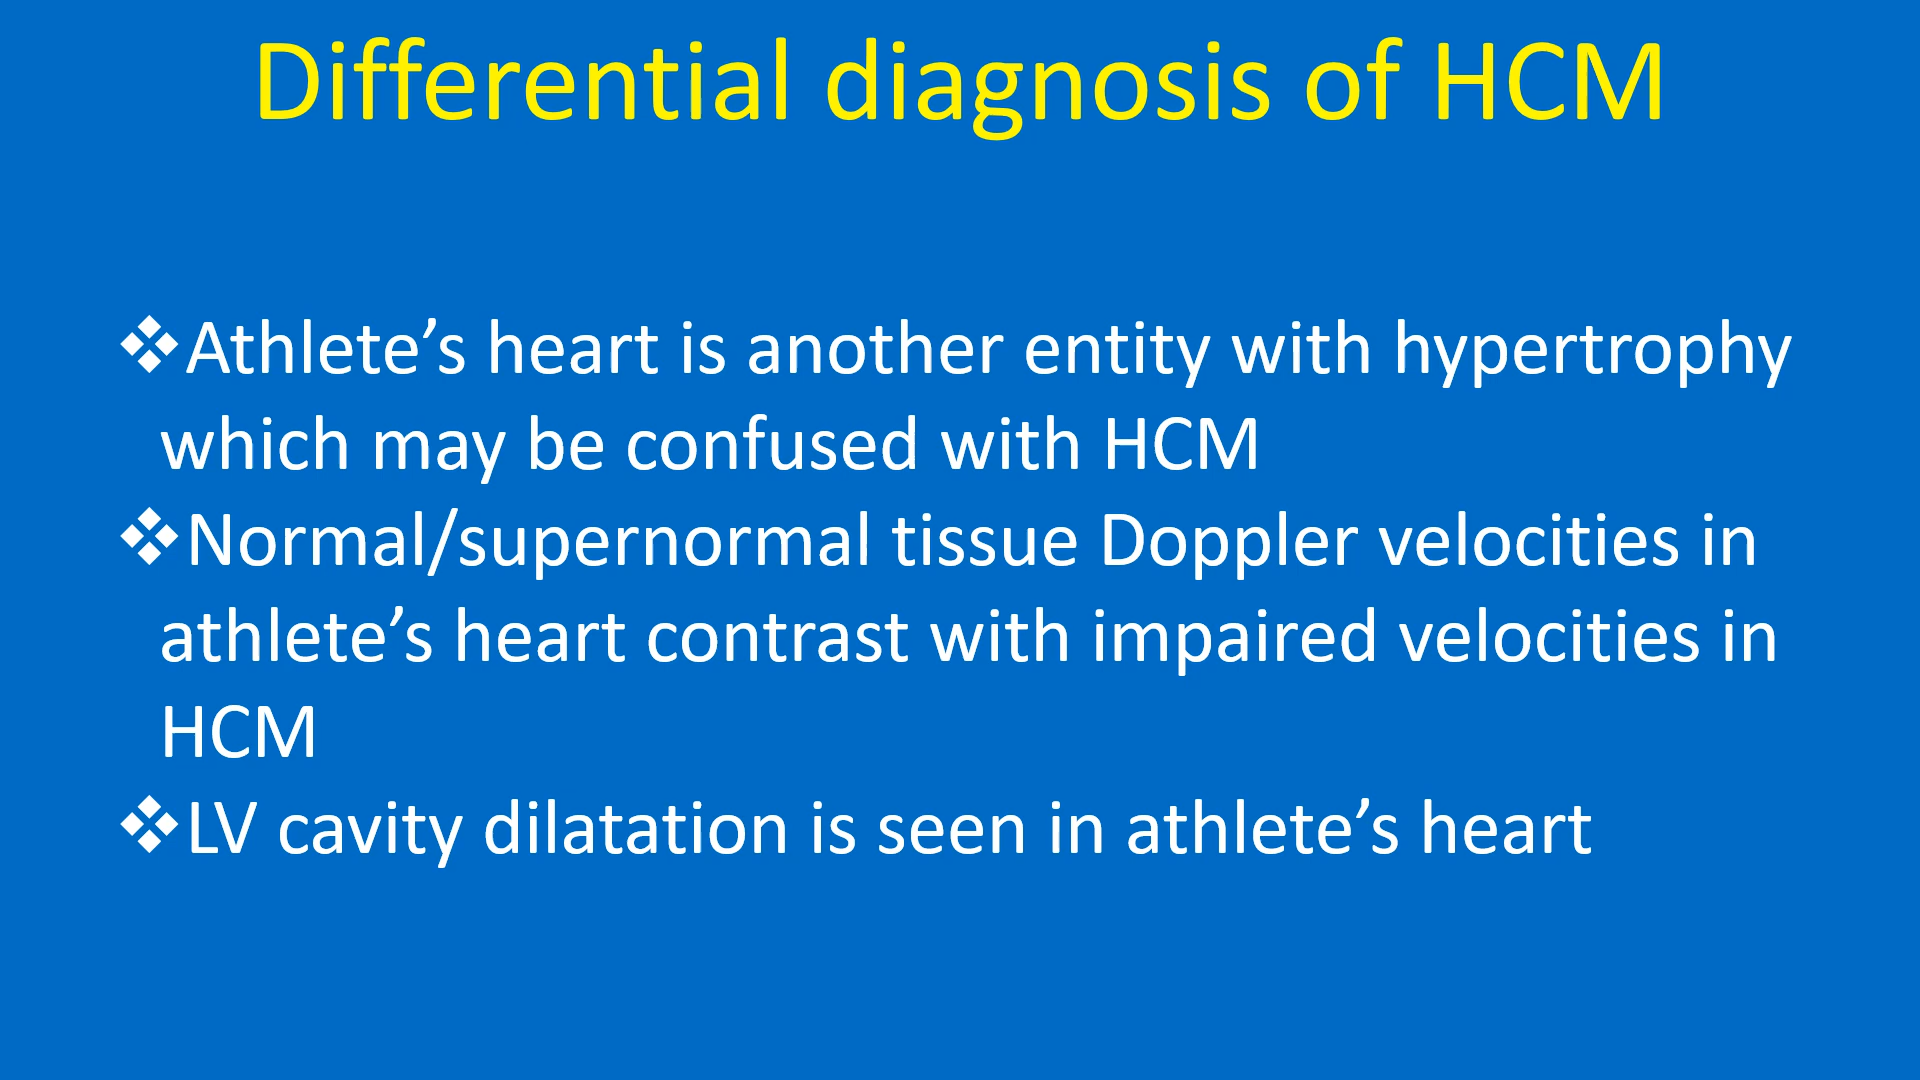 Differential diagnosis of HCM
❖Athlete’s heart is another entity with hypertrophy
which may be confused with HCM
❖Normal/supernormal tissue Doppler velocities in
athlete’s heart contrast with impaired velocities in
HCM
❖LV cavity dilatation is seen in athlete’s heart